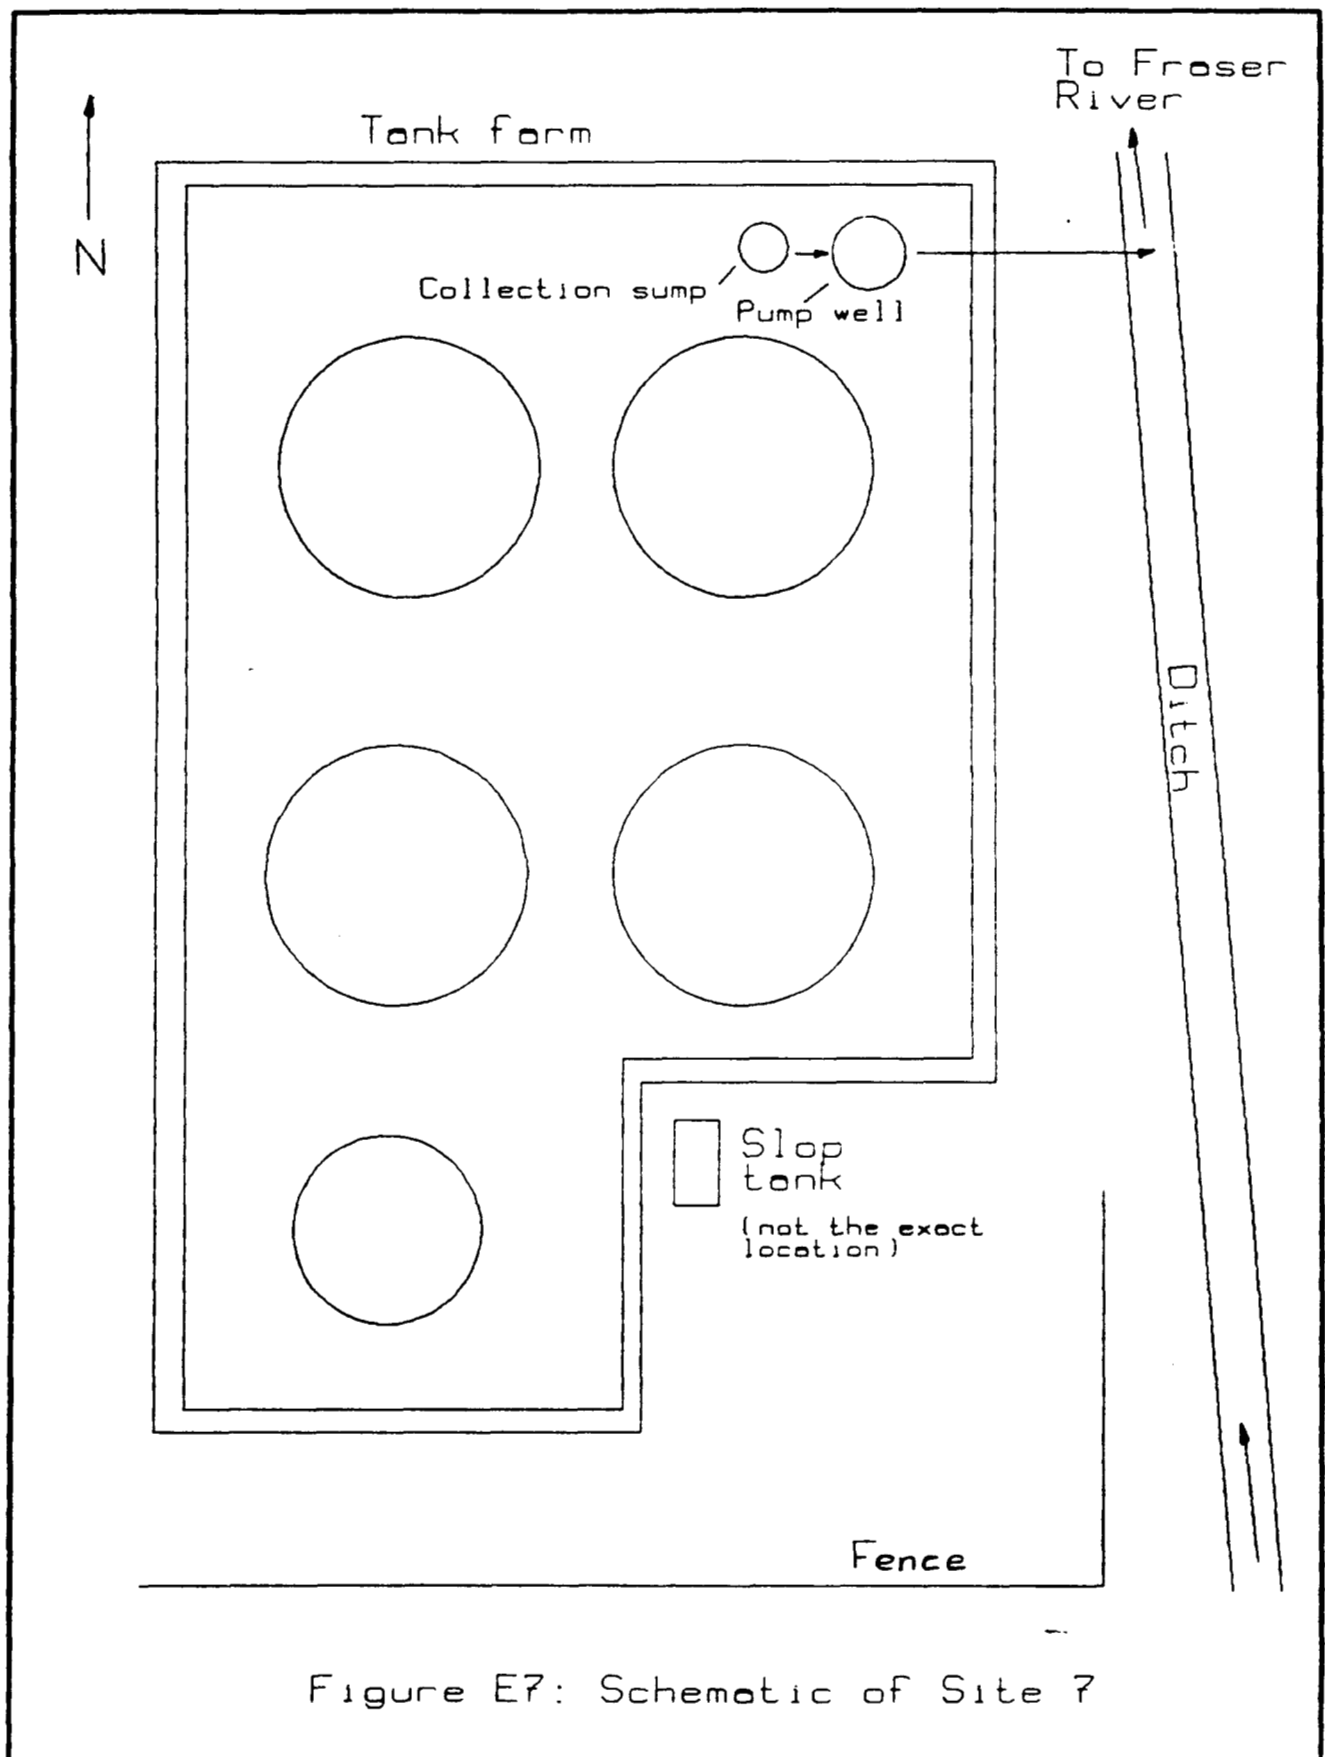 To Fraser
River
Tank farm
N
Collection sump
Pump well
Ditch
Slop
tank
(not the exact
location)
Fence
Figure E7: Schematic of Site 7